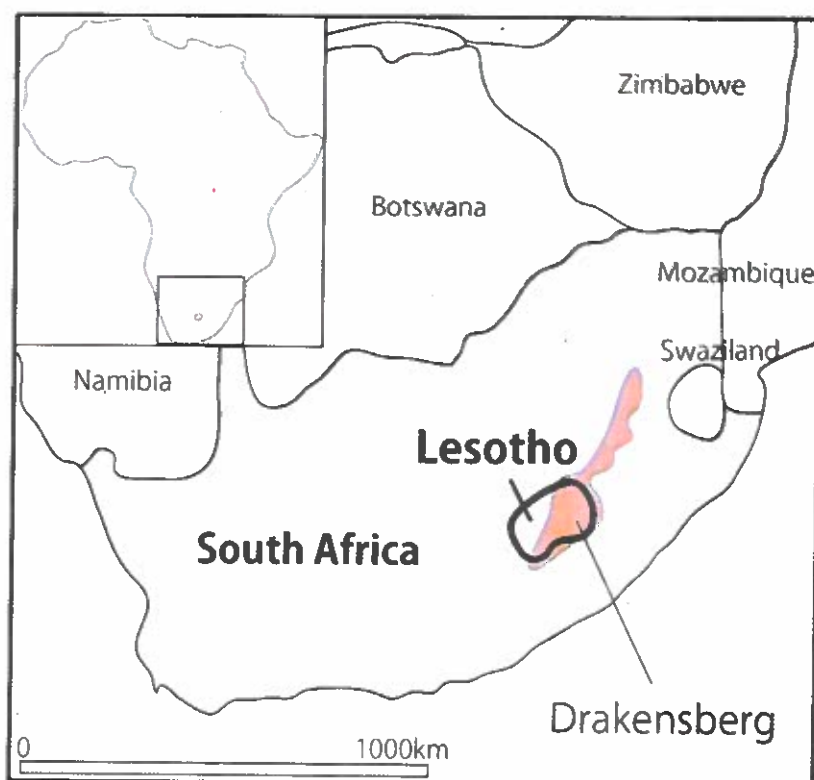 Zimbabwe
Botswana
Mozambique
Swaziland
Namibia
Lesotho
South Africa
Drakensberg
0 1000km